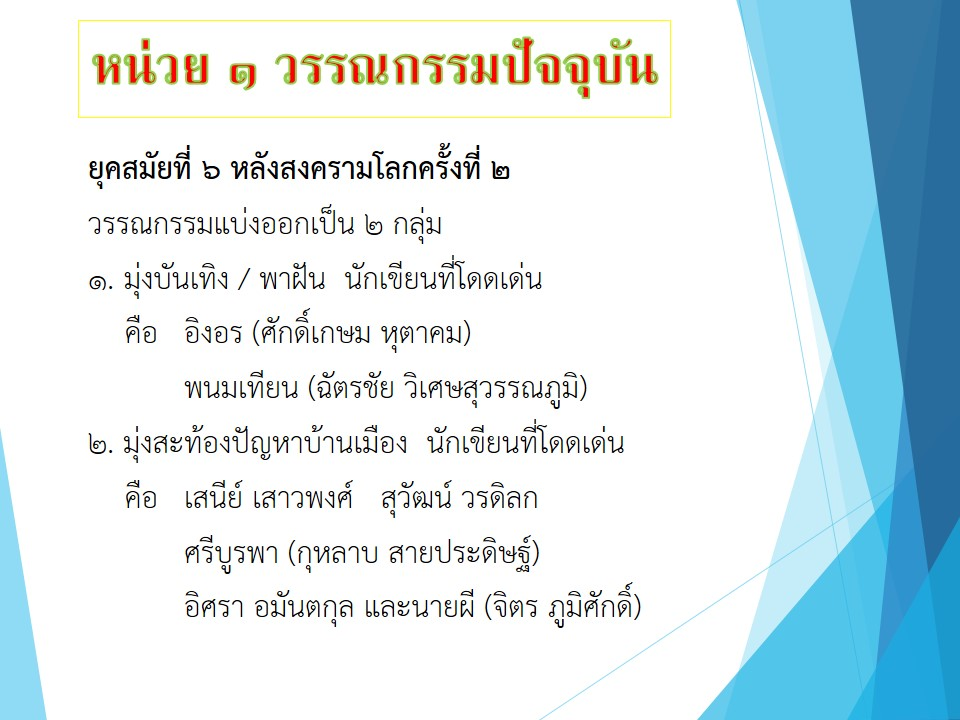 หน่วย ๑ วรรณกรรมปัจจุบัน
ยุคสมัยที่ ๖ หลังสงครามโลกครั้งที่ ๒
วรรณกรรมแบ่งออกเป็น ๒ กลุ่ม
๑. มุ่งบันเทิง / พาฝัน นักเขียนที่โดดเด่น
คือ อิงอร (ศักดิ์เกษม หุตาคม)
พนมเทียน (ฉัตรชัย วิเศษสุวรรณภูมิ)
๒. มุ่งสะท้องปัญหาบ้านเมือง นักเขียนที่โดดเด่น
คือ เสนีย์ เสาวพงศ์ สุวัฒน์ วรดิลก
ศรีบูรพา (กุหลาบ สายประดิษฐ์)
อิศรา อมันตกุล และนายผี (จิตร ภูมิศักดิ์)